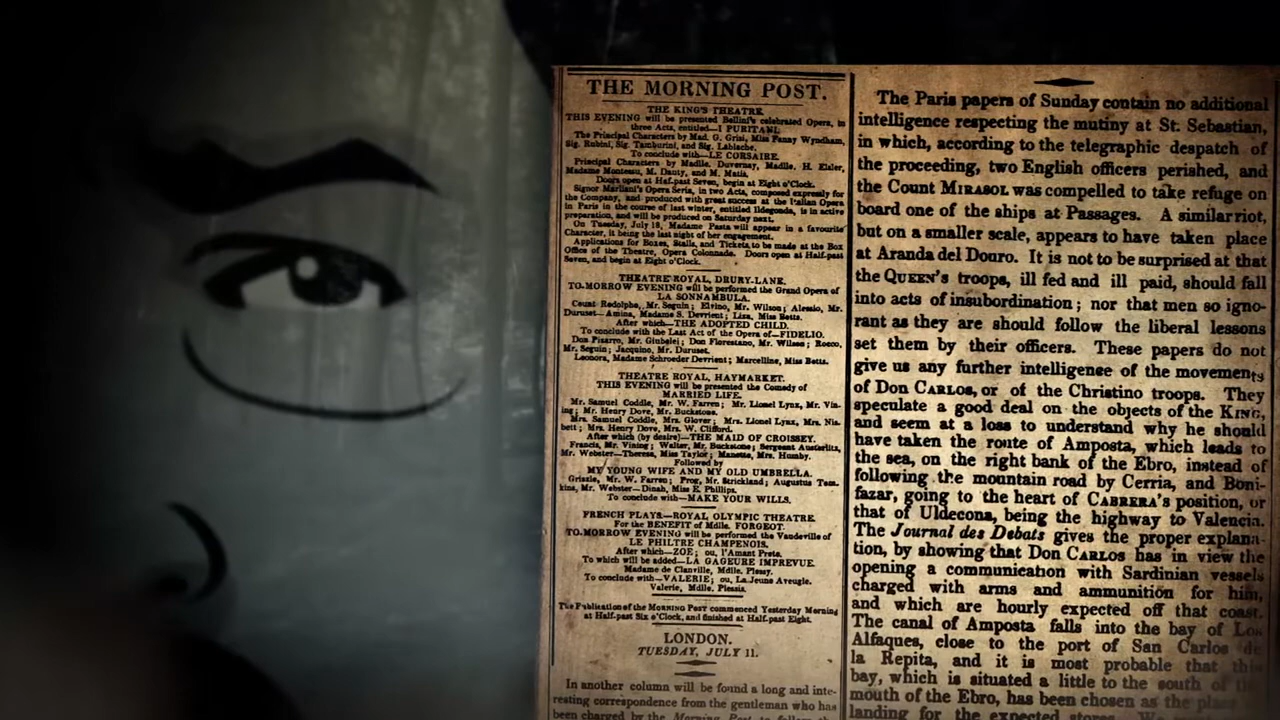 THE MORNING POST.
THE KING'S THEATRE.
THIS EVENING will be presented Bellini's celebrated Opera, in
three Acts, entitled—I PURITANI.
The Principal Characters by Mad. G. Grisi, Miss Fanny Wyndham,
Sig. Rubini, Sig. Tamburini, and Sig. Lablache.
To conclude with—LE CORSAIRE.
Principal Characters by Madlle. Duvernay, Madlle. H. Elsler,
Madame Montessu, M. Dauty, and M. Matis.
Doors open at Half-past Seven, begin at Eight o'Clock.
Signor Marliani's Opera Seria, in two Acts, composed expressly for
the Company, and produced with great success at the Italian Opera
in Paris in the course of last winter, entitled Ildegonda, is in active
preparation, and will be produced on Saturday next.
On Tuesday, July 18, Madame Pasta will appear in a favourite
Character, it being the last night of her engagement.
Applications for Boxes, Stalls, and Tickets, to be made at the Box
Office of the Theatre, Opera Colonnade. Doors open at Half-past
Seven, and begin at Eight o'Clock.
THEATRE ROYAL, DRURY-LANE.
TO-MORROW EVENING will be performed the Grand Opera of
LA SONNAMBULA.
Count Rodolpho, Mr. Seguin; Elvino, Mr. Wilson; Alessio, Mr.
Duruset—Amina, Madame S. Devrient; Liza, Miss Betts.
After which—THE ADOPTED CHILD.
To conclude with the Last Act of the Opera of—FIDELIO.
Don Pizarro, Mr. Giubelei; Don Florestano, Mr. Wilson; Rocco,
Mr. Seguin; Jacquino, Mr. Duruset.
Leonora, Madame Schroeder Devrient; Marcelline, Miss Betts.
THEATRE ROYAL, HAYMARKET.
THIS EVENING will be presented the Comedy of
MARRIED LIFE.
Mr. Samuel Coddle, Mr. W. Farren; Mr. Lionel Lynx, Mr. Vin-
ing; Mr. Henry Dove, Mr. Buckstone.
Mrs. Samuel Coddle, Mrs. Glover; Mrs. Lionel Lynx, Mrs. Nis-
bett; Mrs. Henry Dove, Mrs. W. Clifford.
After which (by desire)—THE MAID OF CROISSEY.
Francis, Mr. Vining; Walter, Mr. Buckstone; Sergeant Austerlitz,
Mr. Webster—Theresa, Miss Taylor; Manette, Mrs. Humby.
Followed by
MY YOUNG WIFE AND MY OLD UMBRELLA.
Grizzle, Mr. W. Farren; Prog, Mr. Strickland; Augustus Tom-
kins, Mr. Webster—Dinah, Miss E. Phillips.
To conclude with—MAKE YOUR WILLS.
FRENCH PLAYS—ROYAL OLYMPIC THEATRE.
For the BENEFIT of Mdlle. FORGEOT.
TO-MORROW EVENING will be performed the Vaudeville of
LE PHILTRE CHAMPENOIS.
After which—ZOE; ou, l'Amant Prete.
To which will be added—LA GAGEURE IMPREVUE.
Madame de Clanville, Mdlle. Plessy.
To conclude with—VALERIE; ou, La Jeune Aveugle.
Valerie, Mdlle. Plessis.
The Publication of the MORNING POST commenced Yesterday Morning
at Half-past Six o'Clock, and finished at Half-past Eight.
LONDON.
TUESDAY, JULY 11.
In another column will be found a long and inte-
resting correspondence from the gentleman who has
been charged by the Morning Post to follow the
The Paris papers of Sunday contain no additional
intelligence respecting the mutiny at St. Sebastian,
in which, according to the telegraphic despatch of
the proceeding, two English officers perished, and
the Count MIRASOL was compelled to take refuge on
board one of the ships at Passages. A similar riot,
but on a smaller scale, appears to have taken place
at Aranda del Douro. It is not to be surprised at that
the QUEEN'S troops, ill fed and ill paid, should fall
into acts of insubordination; nor that men so igno-
rant as they are should follow the liberal lessons
set them by their officers. These papers do not
give us any further intelligence of the movements
of Don CARLOS, or of the Christino troops. They
speculate a good deal on the objects of the KING,
and seem at a loss to understand why he should
have taken the route of Amposta, which leads to
the sea, on the right bank of the Ebro, instead of
following the mountain road by Cerria, and Boni-
fazar, going to the heart of CABRERA'S position, or
that of Uldecona, being the highway to Valencia.
The Journal des Debats gives the proper explana-
tion, by showing that Don CARLOS has in view the
opening a communication with Sardinian vessels
charged with arms and ammunition for him,
and which are hourly expected off that coast.
The canal of Amposta falls into the bay of Los
Alfaques, close to the port of San Carlos de
la Repita, and it is most probable that this
bay, which is situated a little to the south of the
mouth of the Ebro, has been chosen as the place
landing for the expected stores.